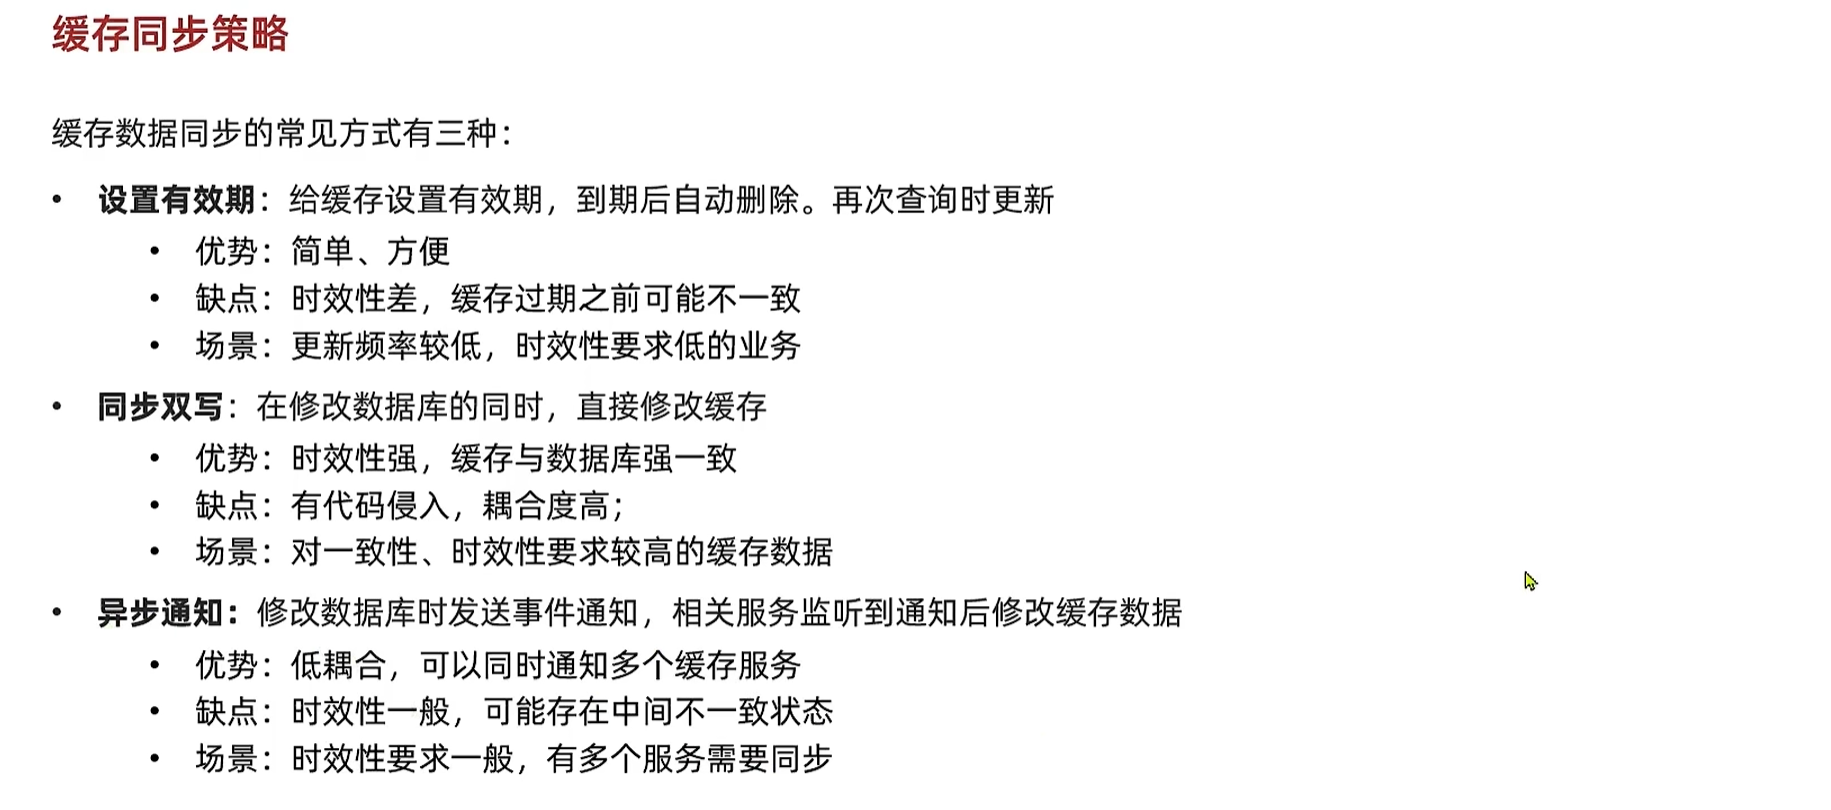 缓存同步策略
缓存数据同步的常见方式有三种：
• 设置有效期：给缓存设置有效期，到期后自动删除。再次查询时更新
• 优势：简单、方便
• 缺点：时效性差，缓存过期之前可能不一致
• 场景：更新频率较低，时效性要求低的业务
• 同步双写：在修改数据库的同时，直接修改缓存
• 优势：时效性强，缓存与数据库强一致
• 缺点：有代码侵入，耦合度高；
• 场景：对一致性、时效性要求较高的缓存数据
• 异步通知：修改数据库时发送事件通知，相关服务监听到通知后修改缓存数据
• 优势：低耦合，可以同时通知多个缓存服务
• 缺点：时效性一般，可能存在中间不一致状态
• 场景：时效性要求一般，有多个服务需要同步